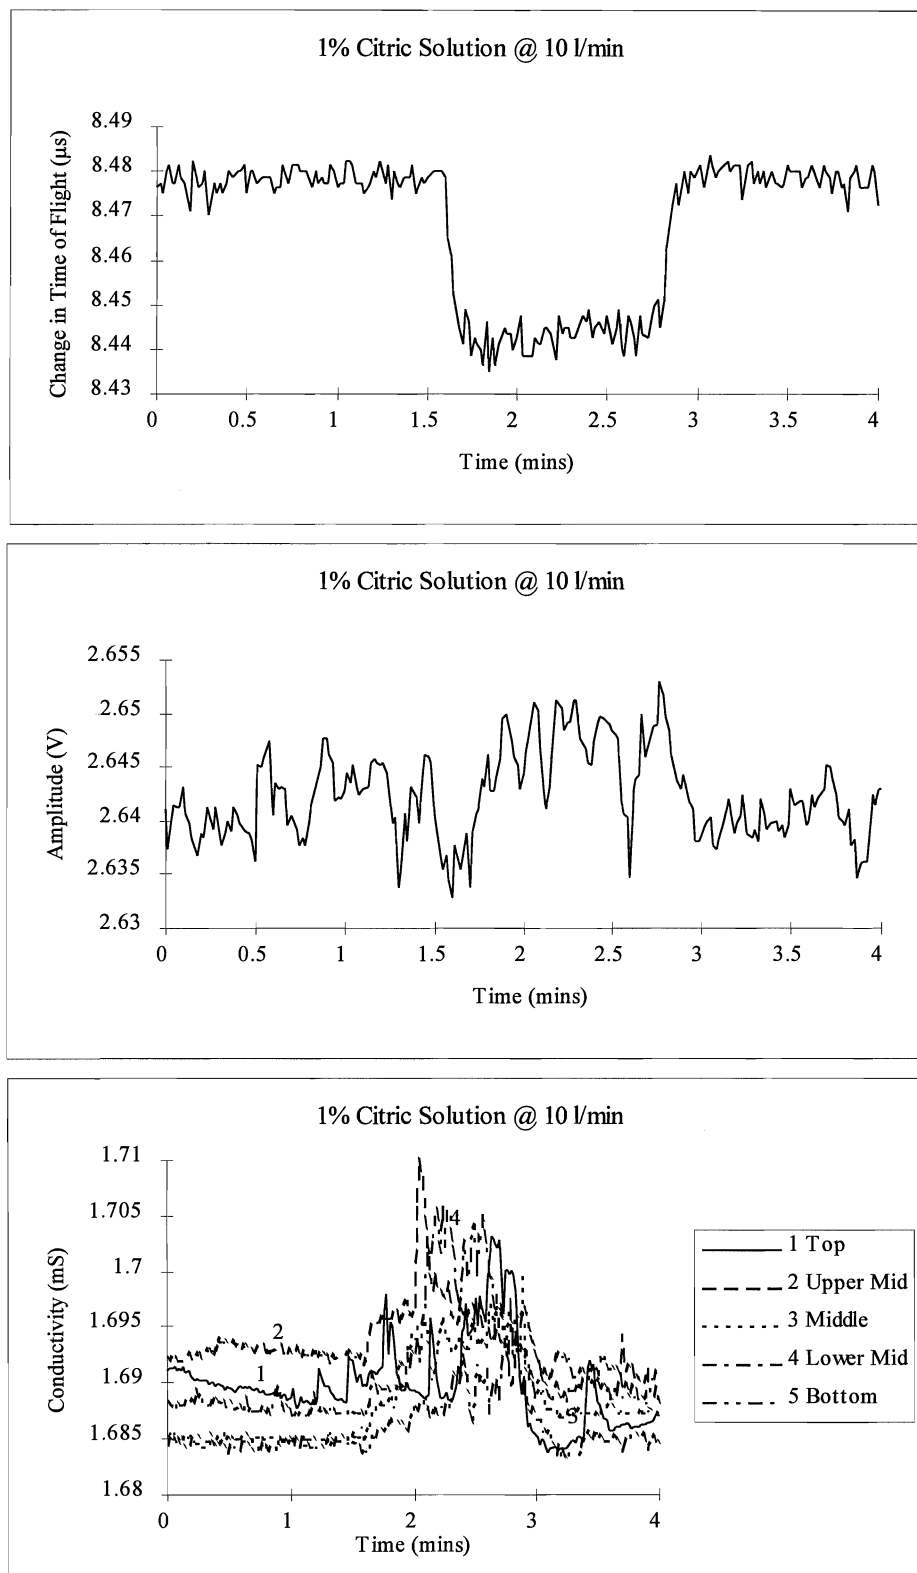 1% Citric Solution @ 10 l/min
Change in Time of Flight (µs)
8.49
8.48
8.47
8.46
8.45
8.44
8.43
0 0.5 1 1.5 2 2.5 3 3.5 4
Time (mins)
1% Citric Solution @ 10 l/min
Amplitude (V)
2.655
2.65
2.645
2.64
2.635
2.63
0 0.5 1 1.5 2 2.5 3 3.5 4
Time (mins)
1% Citric Solution @ 10 l/min
Conductivity (mS)
1.71
1.705
1.7
1.695
1.69
1.685
1.68
4
2
1
5
0 1 2 3 4
Time (mins)
1 Top
2 Upper Mid
3 Middle
4 Lower Mid
5 Bottom